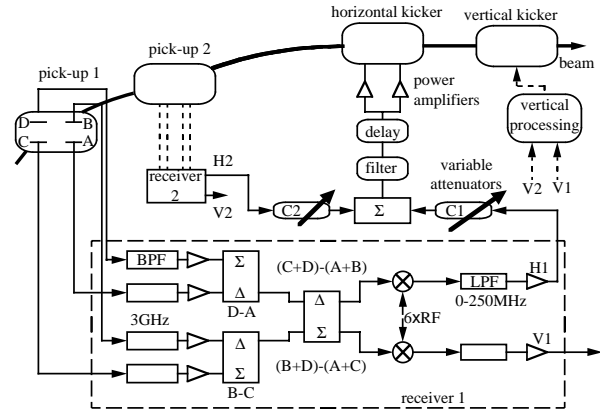 horizontal kicker
vertical kicker
pick-up 2
beam
pick-up 1
power
amplifiers
D
B
C
A
delay
vertical
processing
filter
H2
receiver
2
V2
variable
attenuators
V2
V1
C2
Σ
C1
BPF
Σ
(C+D)-(A+B)
LPF
H1
Δ
D-A
0-250MHz
Δ
6xRF
3GHz
Δ
Σ
V1
Σ
(B+D)-(A+C)
B-C
receiver 1